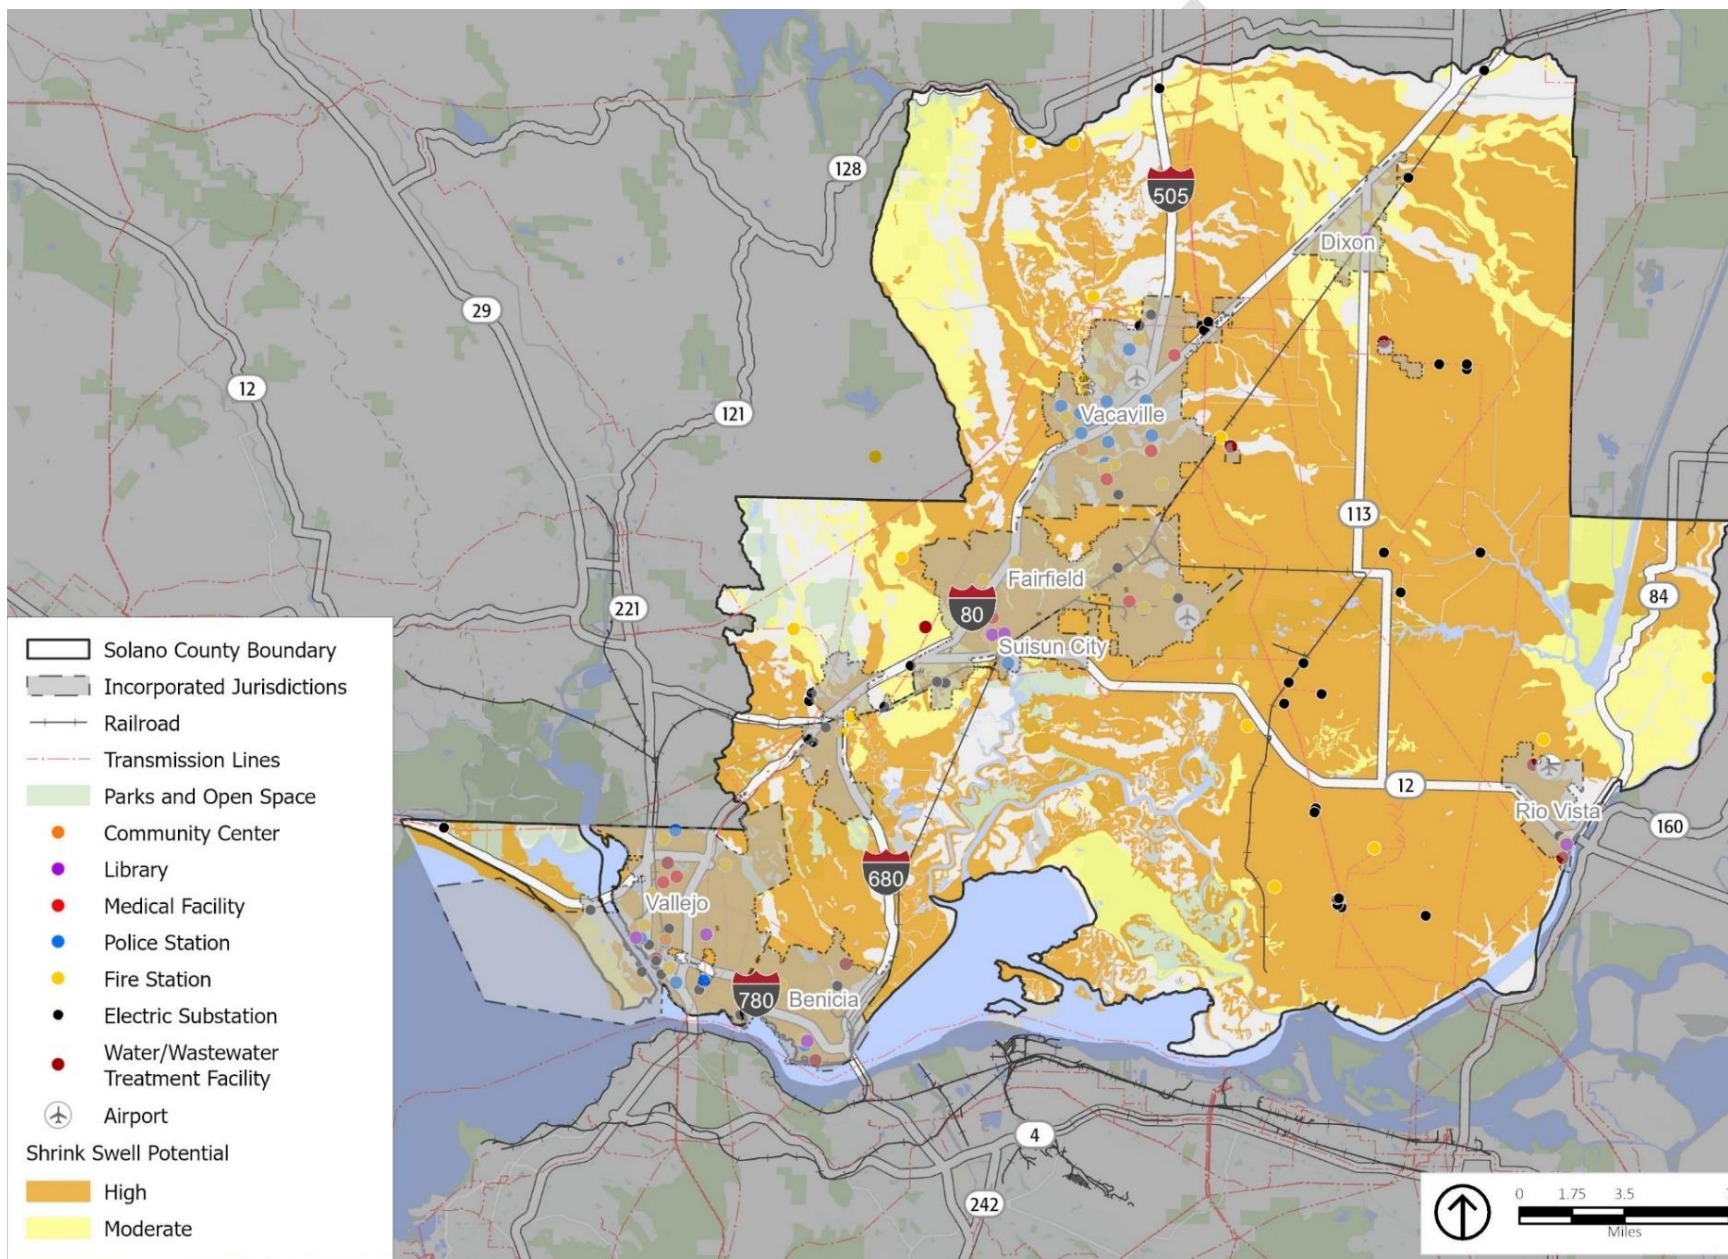 128
505
Dixon
29
12
121
Vacaville
113
Fairfield
80
84
221
Suisun City
12
Rio Vista
160
680
Vallejo
780
Benicia
4
242
Solano County Boundary
Incorporated Jurisdictions
Railroad
Transmission Lines
Parks and Open Space
Community Center
Library
Medical Facility
Police Station
Fire Station
Electric Substation
Water/Wastewater
Treatment Facility
Airport
Shrink Swell Potential
High
Moderate
0 1.75 3.5
Miles